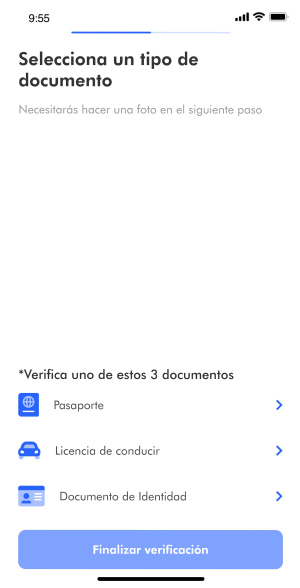 9:55
Selecciona un tipo de
documento
Necesitarás hacer una foto en el siguiente paso
*Verifica uno de estos 3 documentos
Pasaporte
Licencia de conducir
Documento de Identidad
Finalizar verificación